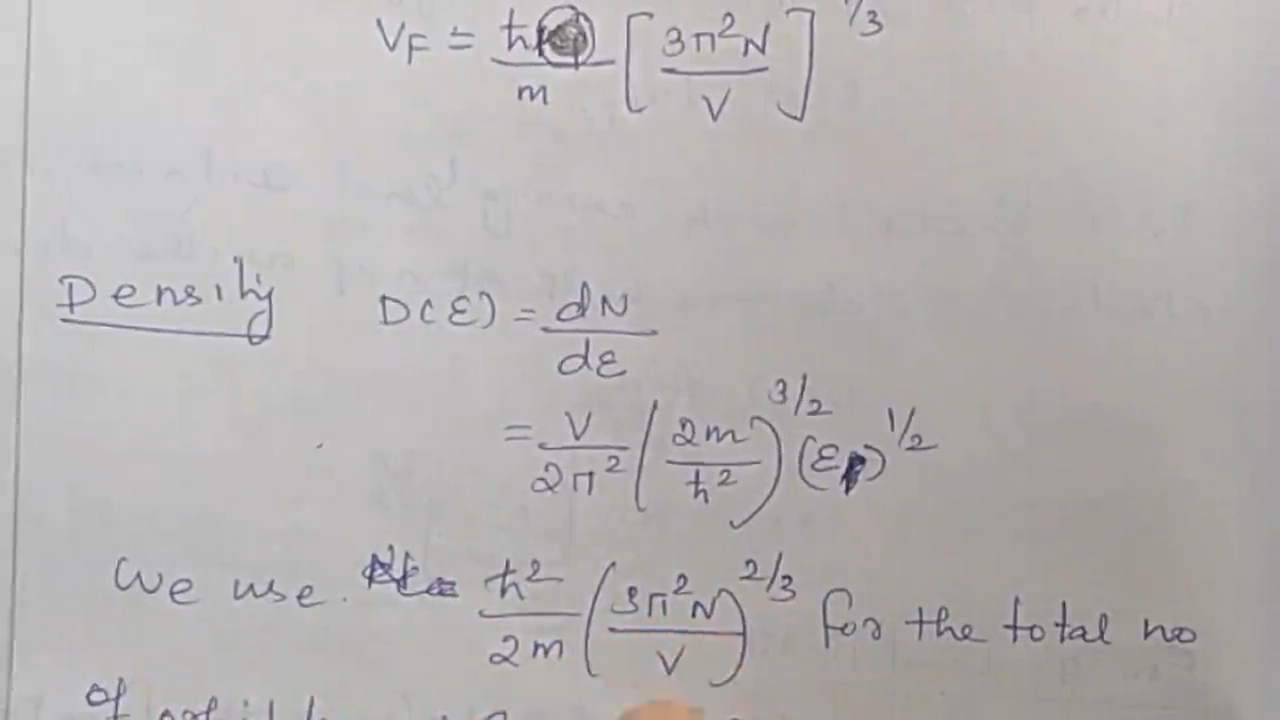 V_F = ħ/m [3π²N/V]^1/3
Density D(ε) = dN/dε
= V/2π² (2m/ħ²)^3/2 (ε)^1/2
We use. ħ²/2m (3π²N/V)^2/3 for the total no
of